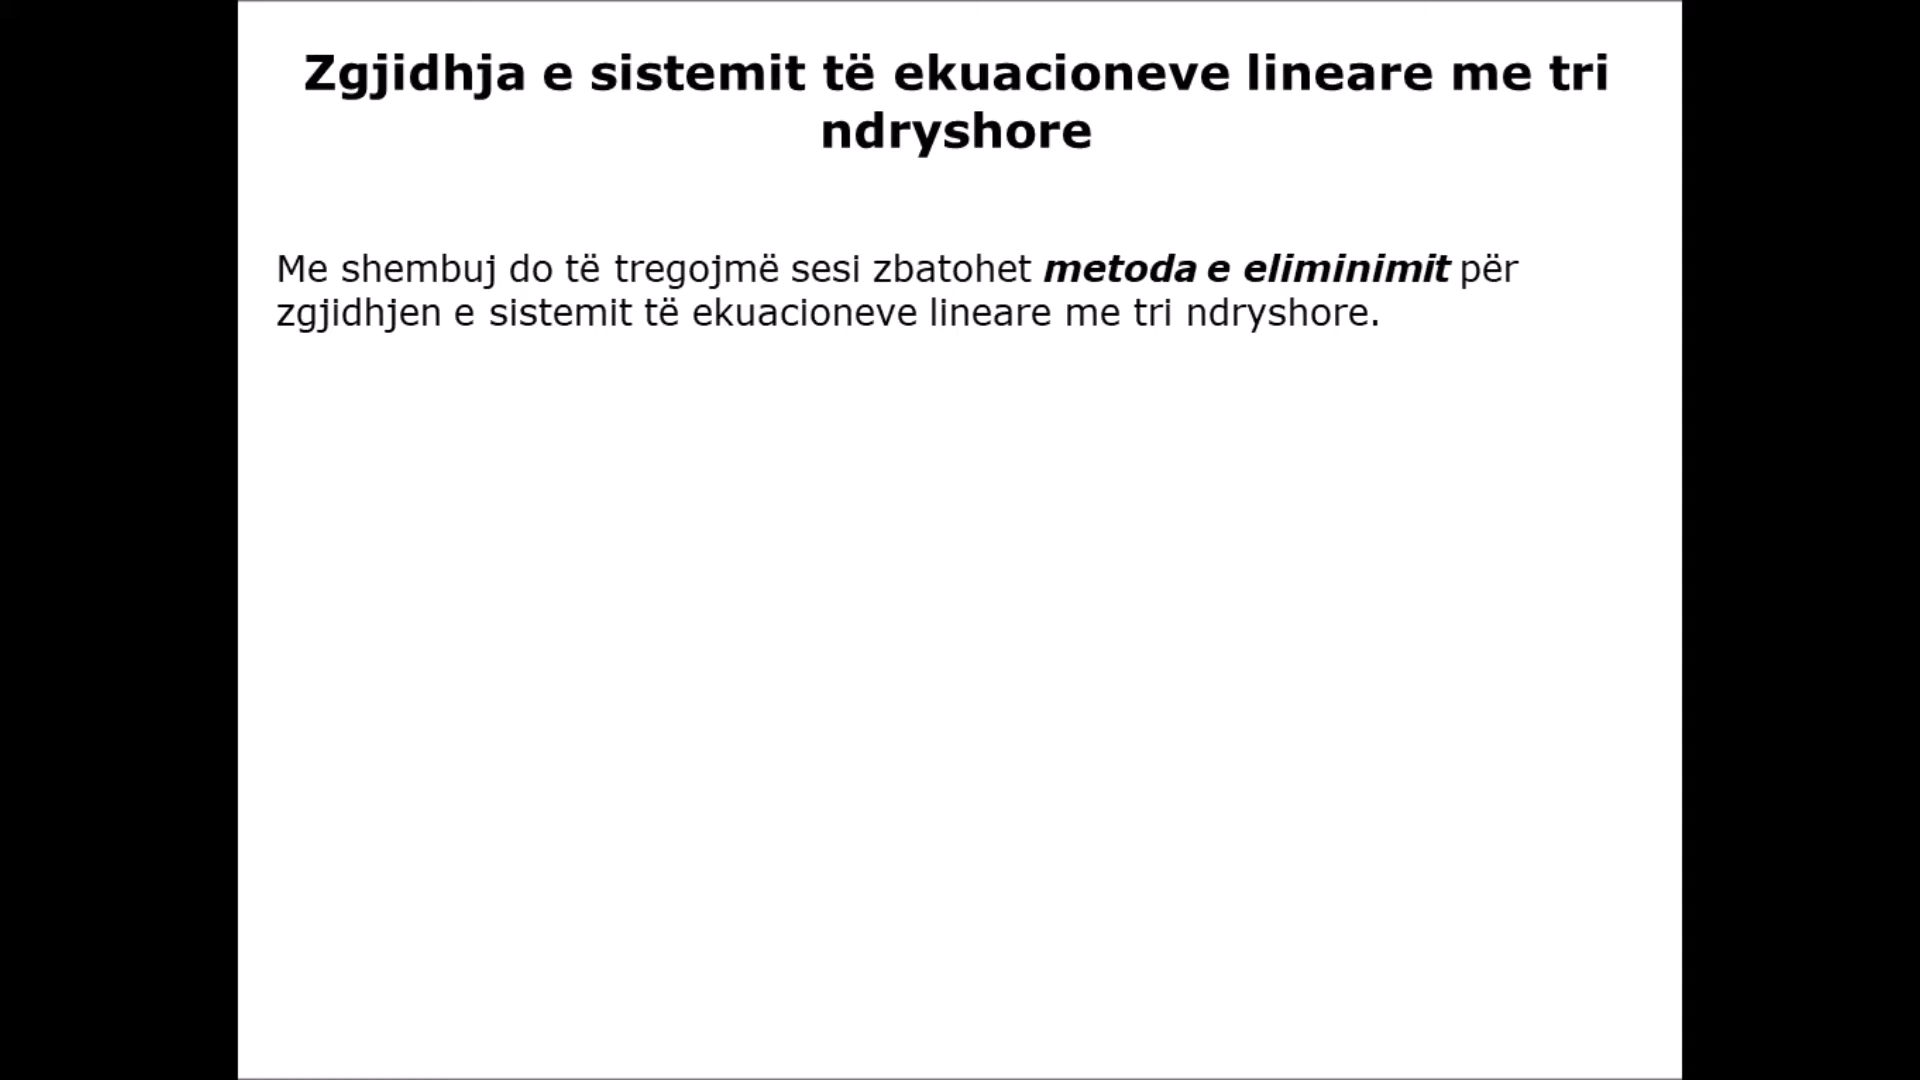 Zgjidhja e sistemit të ekuacioneve lineare me tri
ndryshore
Me shembuj do të tregojmë sesi zbatohet metoda e eliminimit për
zgjidhjen e sistemit të ekuacioneve lineare me tri ndryshore.